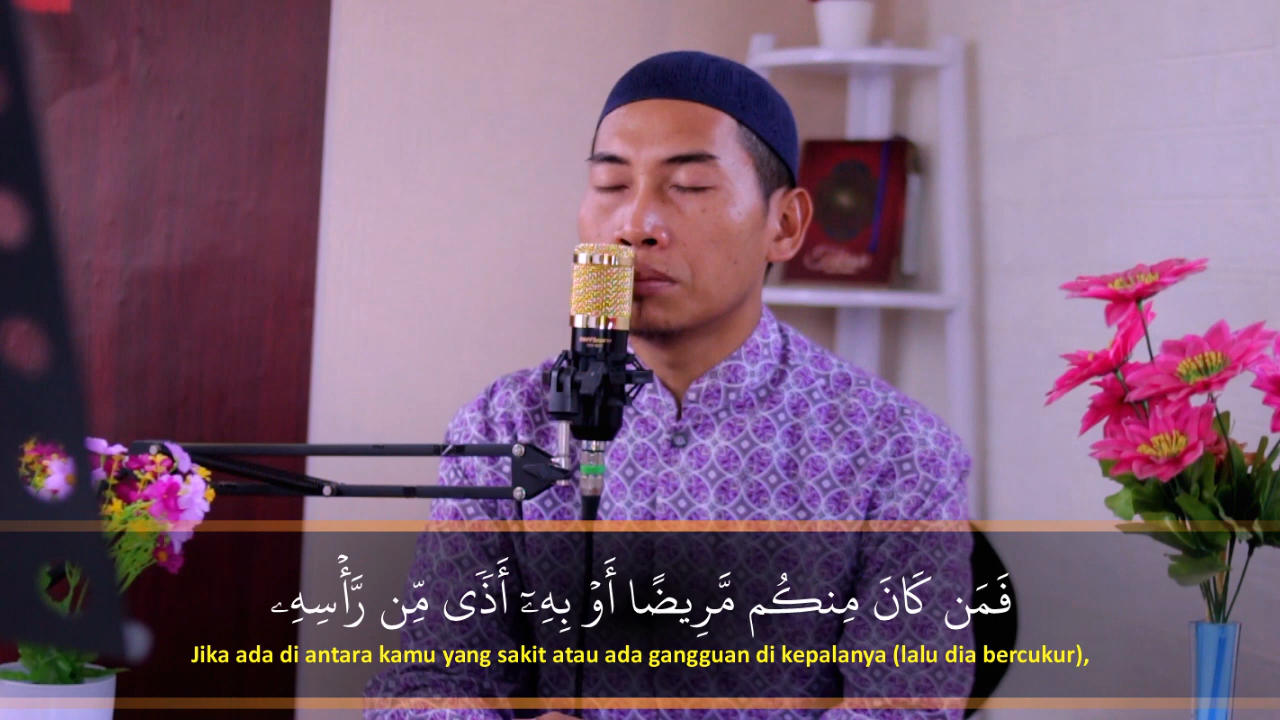 فَمَن كَانَ مِنكُم مَّرِيضًا أَوۡ بِهِۦٓ أَذٗى مِّن رَّأۡسِهِۦ
Jika ada di antara kamu yang sakit atau ada gangguan di kepalanya (lalu dia bercukur),